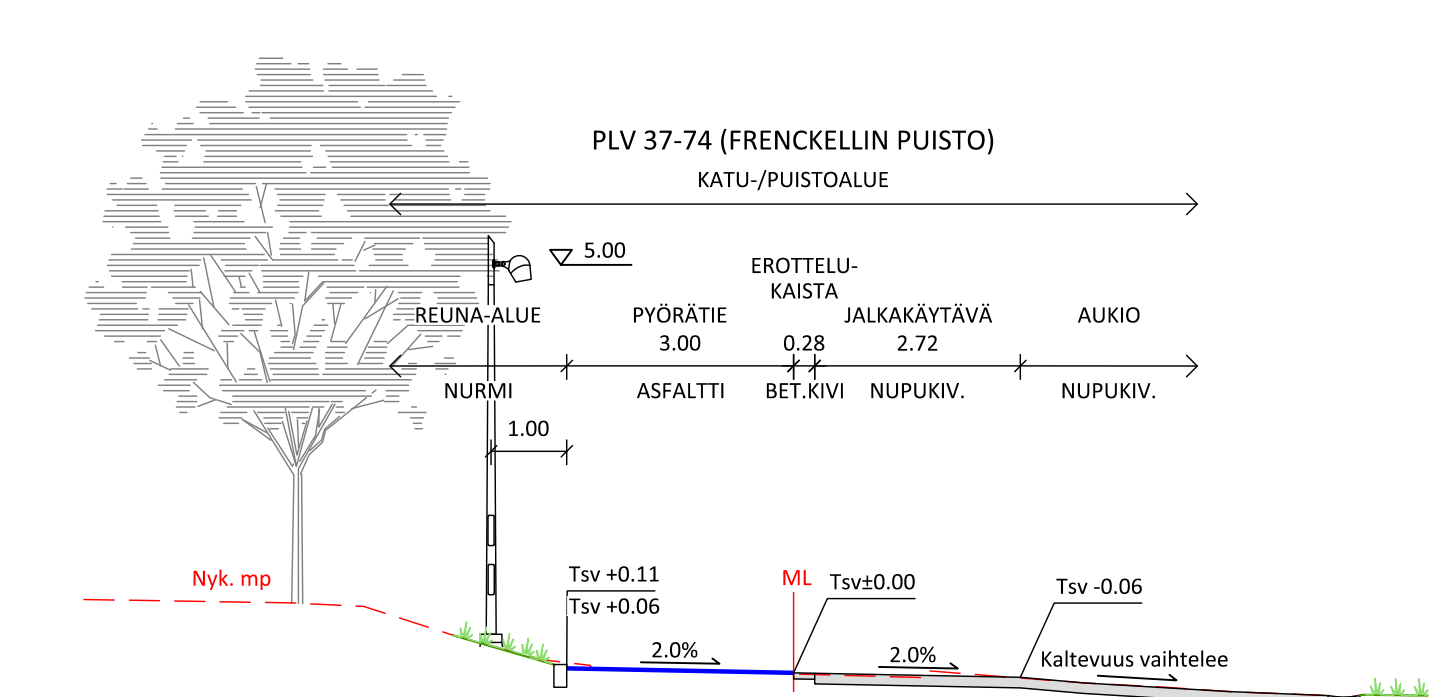 PLV 37-74 (FRENCKELLIN PUISTO)
KATU-/PUISTOALUE
5.00
EROTTELU-
KAISTA
REUNA-ALUE PYÖRÄTIE JALKAKÄYTÄVÄ AUKIO
3.00 0.28 2.72
NURMI ASFALTTI BET.KIVI NUPUKIV. NUPUKIV.
1.00
Nyk. mp Tsv +0.11 ML Tsv±0.00 Tsv -0.06
Tsv +0.06
2.0% 2.0% Kaltevuus vaihtelee